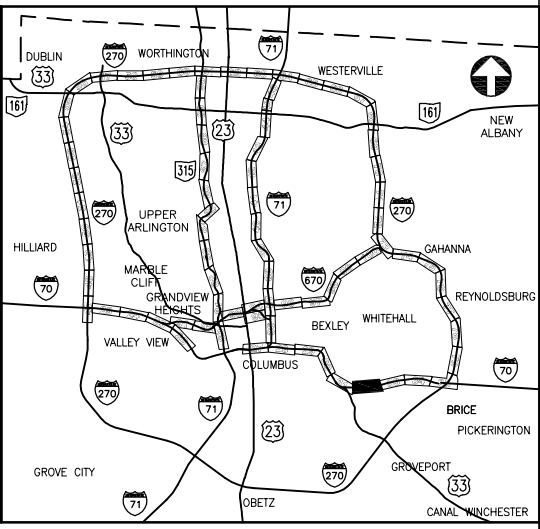 DUBLIN
33
270
WORTHINGTON
71
WESTERVILLE
161
161
NEW
ALBANY
33
23
315
270
71
270
UPPER
ARLINGTON
HILLIARD
70
MARBLE
CLIFF
GRANDVIEW
HEIGHTS
670
GAHANNA
REYNOLDSBURG
BEXLEY
WHITEHALL
VALLEY VIEW
COLUMBUS
70
270
71
BRICE
PICKERINGTON
23
GROVE CITY
270
GROVEPORT
33
71
OBETZ
CANAL WINCHESTER